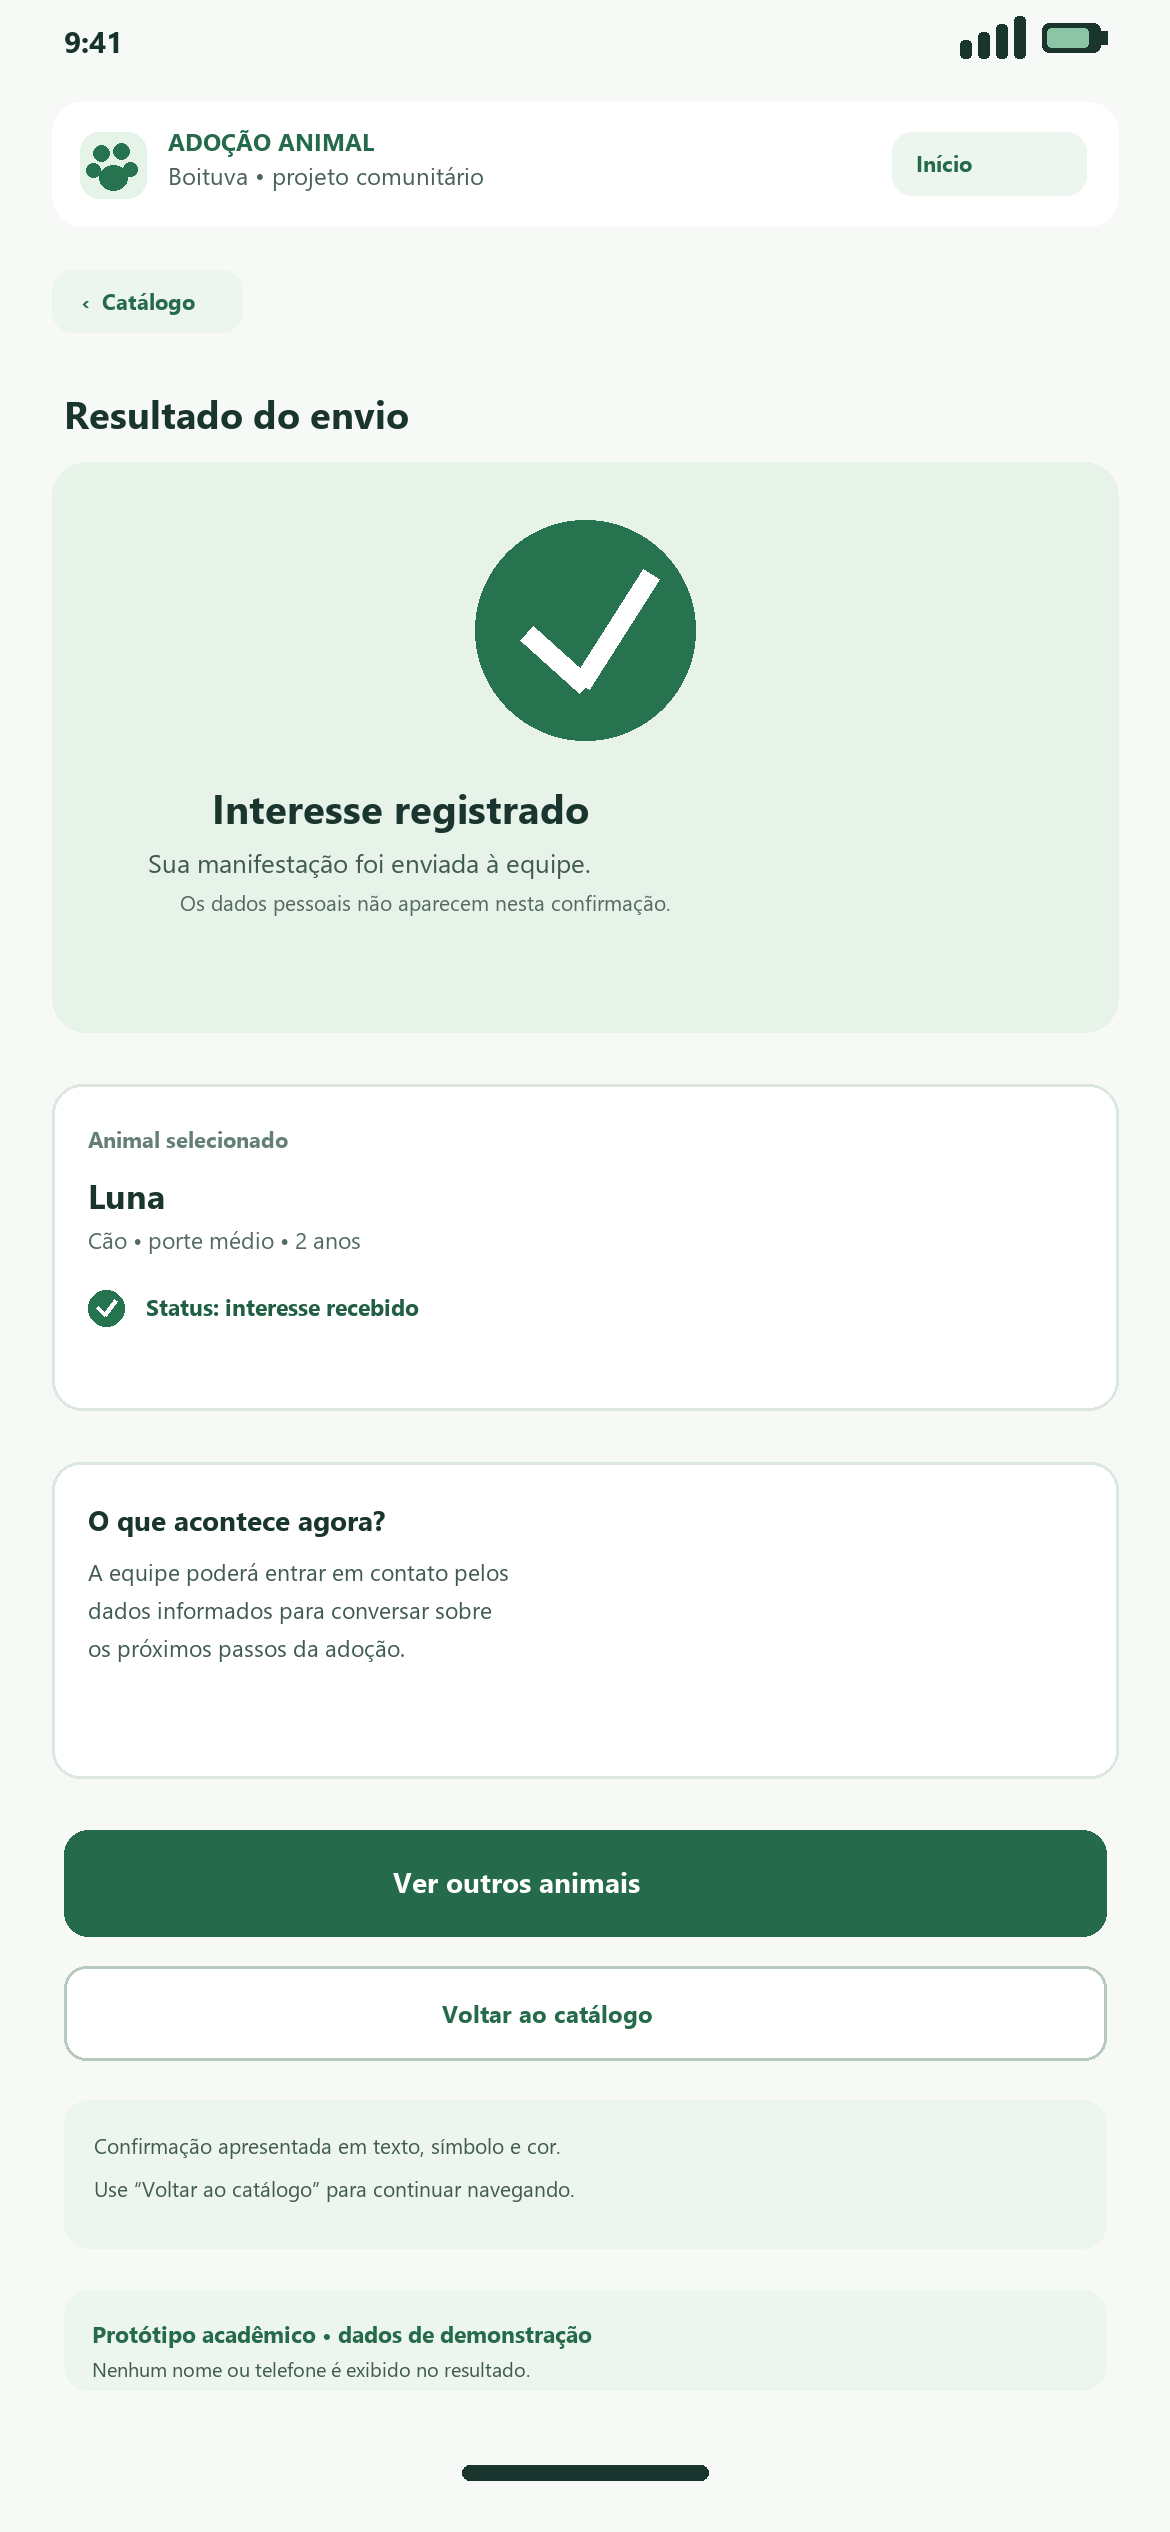 9:41
ADOÇÃO ANIMAL
Boituva • projeto comunitário
Início
‹ Catálogo
Resultado do envio
Interesse registrado
Sua manifestação foi enviada à equipe.
Os dados pessoais não aparecem nesta confirmação.
Animal selecionado
Luna
Cão • porte médio • 2 anos
Status: interesse recebido
O que acontece agora?
A equipe poderá entrar em contato pelos
dados informados para conversar sobre
os próximos passos da adoção.
Ver outros animais
Voltar ao catálogo
Confirmação apresentada em texto, símbolo e cor.
Use “Voltar ao catálogo” para continuar navegando.
Protótipo acadêmico • dados de demonstração
Nenhum nome ou telefone é exibido no resultado.